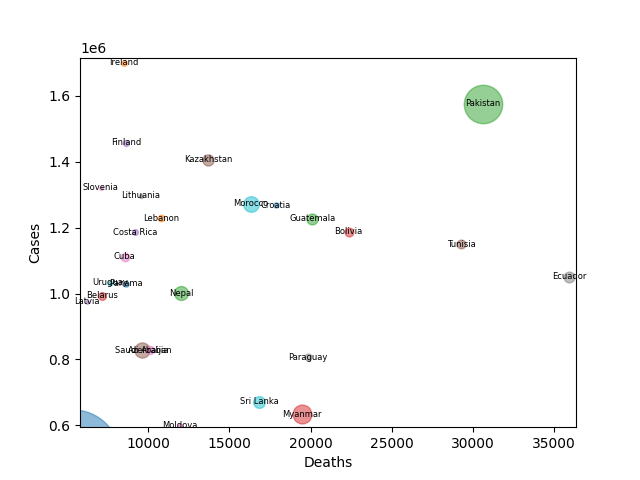 1e6
Ireland
Pakistan
1.6
Finland
1.4
Kazakhstan
Slovenia
Lithuania
Morocco
Croatia
Lebanon
Guatemala
1.2
Costa Rica
Bolivia
Tunisia
Cuba
Ecuador
Uruguay
Panama
Belarus
Nepal
1.0
Latvia
Saudi Arabia
Azerbaijan
Paraguay
0.8
Sri Lanka
Myanmar
Moldova
0.6
10000
15000
20000
25000
30000
35000
Deaths
Cases